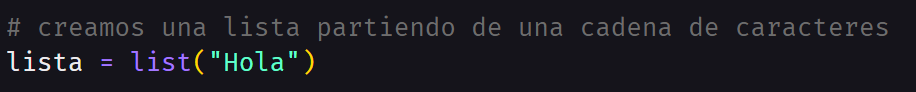 # creamos una lista partiendo de una cadena de caracteres
lista = list("Hola")